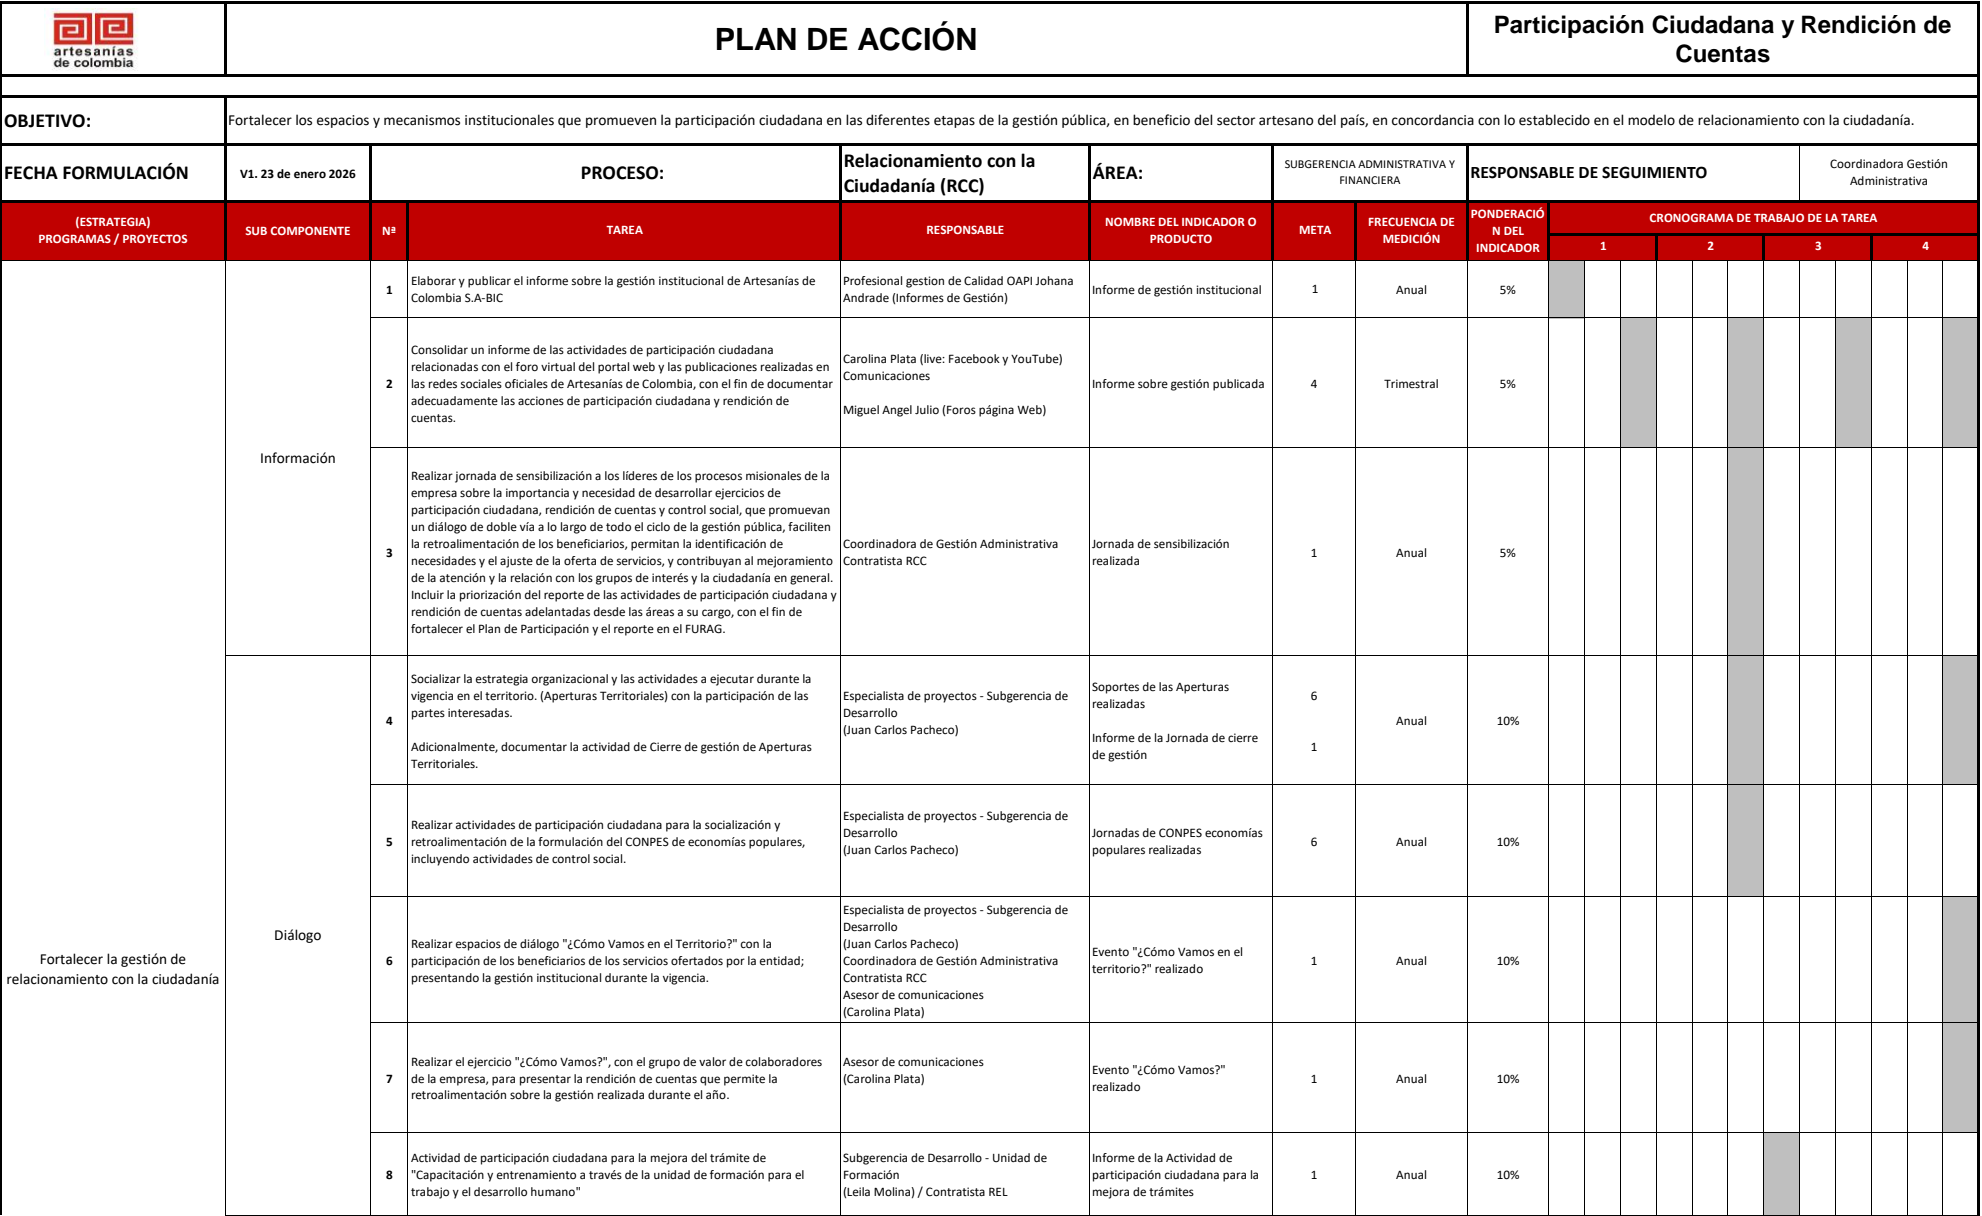 artesanías
de colombia
PLAN DE ACCIÓN
Participación Ciudadana y Rendición de
Cuentas
OBJETIVO:
Fortalecer los espacios y mecanismos institucionales que promueven la participación ciudadana en las diferentes etapas de la gestión pública, en beneficio del sector artesano del país, en concordancia con lo establecido en el modelo de relacionamiento con la ciudadanía.
FECHA FORMULACIÓN
V1. 23 de enero 2026
PROCESO:
Relacionamiento con la
Ciudadanía (RCC)
ÁREA:
SUBGERENCIA ADMINISTRATIVA Y
FINANCIERA
RESPONSABLE DE SEGUIMIENTO
Coordinadora Gestión
Administrativa
(ESTRATEGIA)
PROGRAMAS / PROYECTOS
SUB COMPONENTE
Nª
TAREA
RESPONSABLE
NOMBRE DEL INDICADOR O
PRODUCTO
META
FRECUENCIA DE
MEDICIÓN
PONDERACIÓ
N DEL
INDICADOR
CRONOGRAMA DE TRABAJO DE LA TAREA
1
2
3
4
Fortalecer la gestión de
relacionamiento con la ciudadanía
Información
1
Elaborar y publicar el informe sobre la gestión institucional de Artesanías de
Colombia S.A-BIC
Profesional gestion de Calidad OAPI Johana
Andrade (Informes de Gestión)
Informe de gestión institucional
1
Anual
5%
2
Consolidar un informe de las actividades de participación ciudadana
relacionadas con el foro virtual del portal web y las publicaciones realizadas en
las redes sociales oficiales de Artesanías de Colombia, con el fin de documentar
adecuadamente las acciones de participación ciudadana y rendición de
cuentas.
Carolina Plata (live: Facebook y YouTube)
Comunicaciones
Miguel Angel Julio (Foros página Web)
Informe sobre gestión publicada
4
Trimestral
5%
3
Realizar jornada de sensibilización a los líderes de los procesos misionales de la
empresa sobre la importancia y necesidad de desarrollar ejercicios de
participación ciudadana, rendición de cuentas y control social, que promuevan
un diálogo de doble vía a lo largo de todo el ciclo de la gestión pública, faciliten
la retroalimentación de los beneficiarios, permitan la identificación de
necesidades y el ajuste de la oferta de servicios, y contribuyan al mejoramiento
de la atención y la relación con los grupos de interés y la ciudadanía en general.
Incluir la priorización del reporte de las actividades de participación ciudadana y
rendición de cuentas adelantadas desde las áreas a su cargo, con el fin de
fortalecer el Plan de Participación y el reporte en el FURAG.
Coordinadora de Gestión Administrativa
Contratista RCC
Jornada de sensibilización
realizada
1
Anual
5%
Diálogo
4
Socializar la estrategia organizacional y las actividades a ejecutar durante la
vigencia en el territorio. (Aperturas Territoriales) con la participación de las
partes interesadas.
Adicionalmente, documentar la actividad de Cierre de gestión de Aperturas
Territoriales.
Especialista de proyectos - Subgerencia de
Desarrollo
(Juan Carlos Pacheco)
Soportes de las Aperturas
realizadas
Informe de la Jornada de cierre
de gestión
6
1
Anual
10%
5
Realizar actividades de participación ciudadana para la socialización y
retroalimentación de la formulación del CONPES de economías populares,
incluyendo actividades de control social.
Especialista de proyectos - Subgerencia de
Desarrollo
(Juan Carlos Pacheco)
Jornadas de CONPES economías
populares realizadas
6
Anual
10%
6
Realizar espacios de diálogo "¿Cómo Vamos en el Territorio?" con la
participación de los beneficiarios de los servicios ofertados por la entidad;
presentando la gestión institucional durante la vigencia.
Especialista de proyectos - Subgerencia de
Desarrollo
(Juan Carlos Pacheco)
Coordinadora de Gestión Administrativa
Contratista RCC
Asesor de comunicaciones
(Carolina Plata)
Evento "¿Cómo Vamos en el
territorio?" realizado
1
Anual
10%
7
Realizar el ejercicio "¿Cómo Vamos?", con el grupo de valor de colaboradores
de la empresa, para presentar la rendición de cuentas que permite la
retroalimentación sobre la gestión realizada durante el año.
Asesor de comunicaciones
(Carolina Plata)
Evento "¿Cómo Vamos?"
realizado
1
Anual
10%
8
Actividad de participación ciudadana para la mejora del trámite de
"Capacitación y entrenamiento a través de la unidad de formación para el
trabajo y el desarrollo humano"
Subgerencia de Desarrollo - Unidad de
Formación
(Leila Molina) / Contratista REL
Informe de la Actividad de
participación ciudadana para la
mejora de trámites
1
Anual
10%